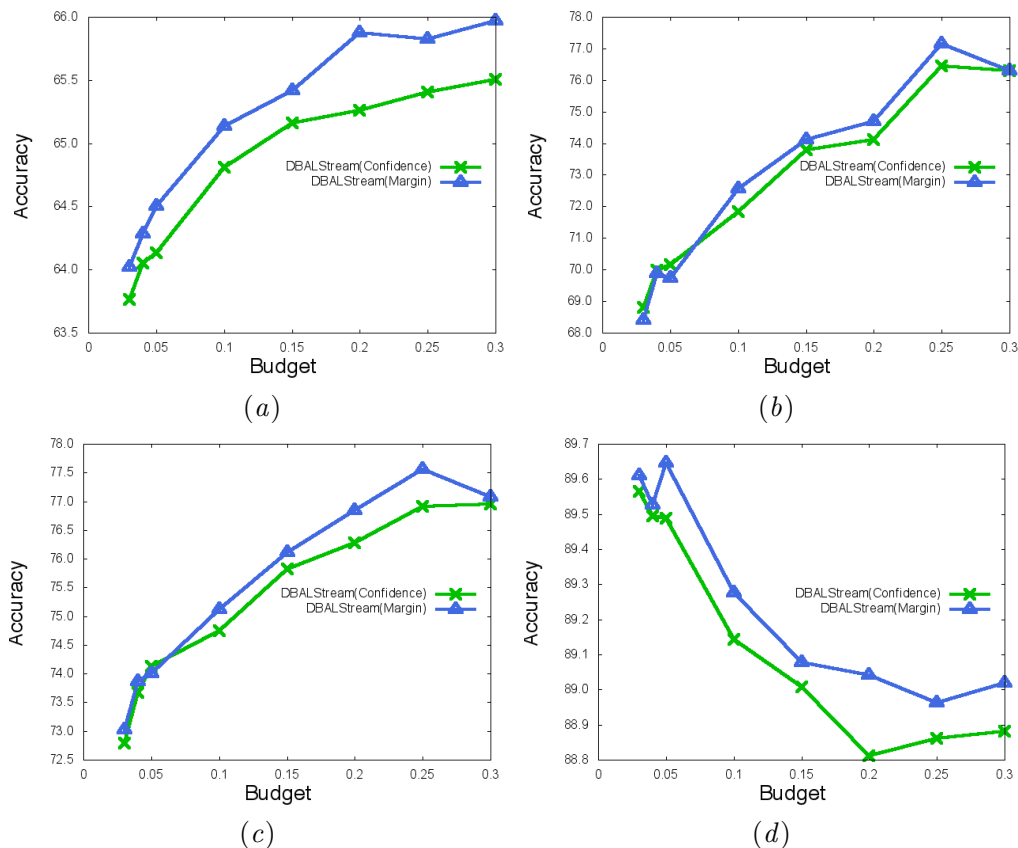 66.0
65.5
65.0
64.5
64.0
63.5
Accuracy
DBALStream(Confidence)
DBALStream(Margin)
0 0.05 0.1 0.15 0.2 0.25 0.3
Budget
(a)
78.0
77.0
76.0
75.0
74.0
73.0
72.0
71.0
70.0
69.0
68.0
Accuracy
DBALStream(Confidence)
DBALStream(Margin)
0 0.05 0.1 0.15 0.2 0.25 0.3
Budget
(b)
78.0
77.5
77.0
76.5
76.0
75.5
75.0
74.5
74.0
73.5
73.0
72.5
Accuracy
DBALStream(Confidence)
DBALStream(Margin)
0 0.05 0.1 0.15 0.2 0.25 0.3
Budget
(c)
89.7
89.6
89.5
89.4
89.3
89.2
89.1
89.0
88.9
88.8
Accuracy
DBALStream(Confidence)
DBALStream(Margin)
0 0.05 0.1 0.15 0.2 0.25 0.3
Budget
(d)